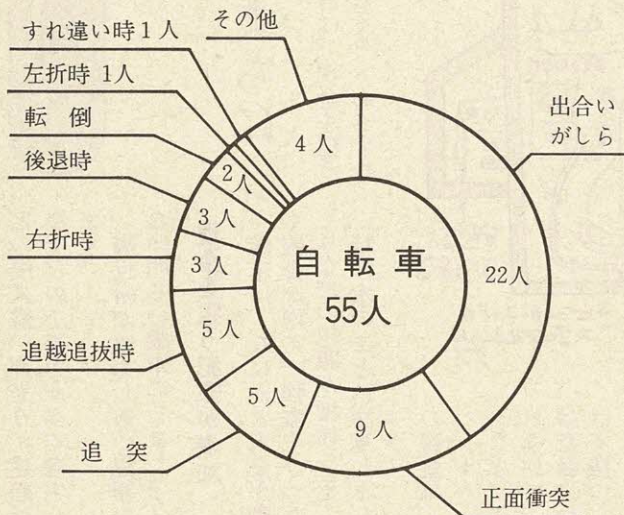 すれ違い時1人
その他
左折時 1人
転 倒
後退時
右折時
追越追抜時
追 突
正面衝突
出合い
がしら
自 転 車
55人
22人
9人
5人
5人
3人
3人
2人
4人